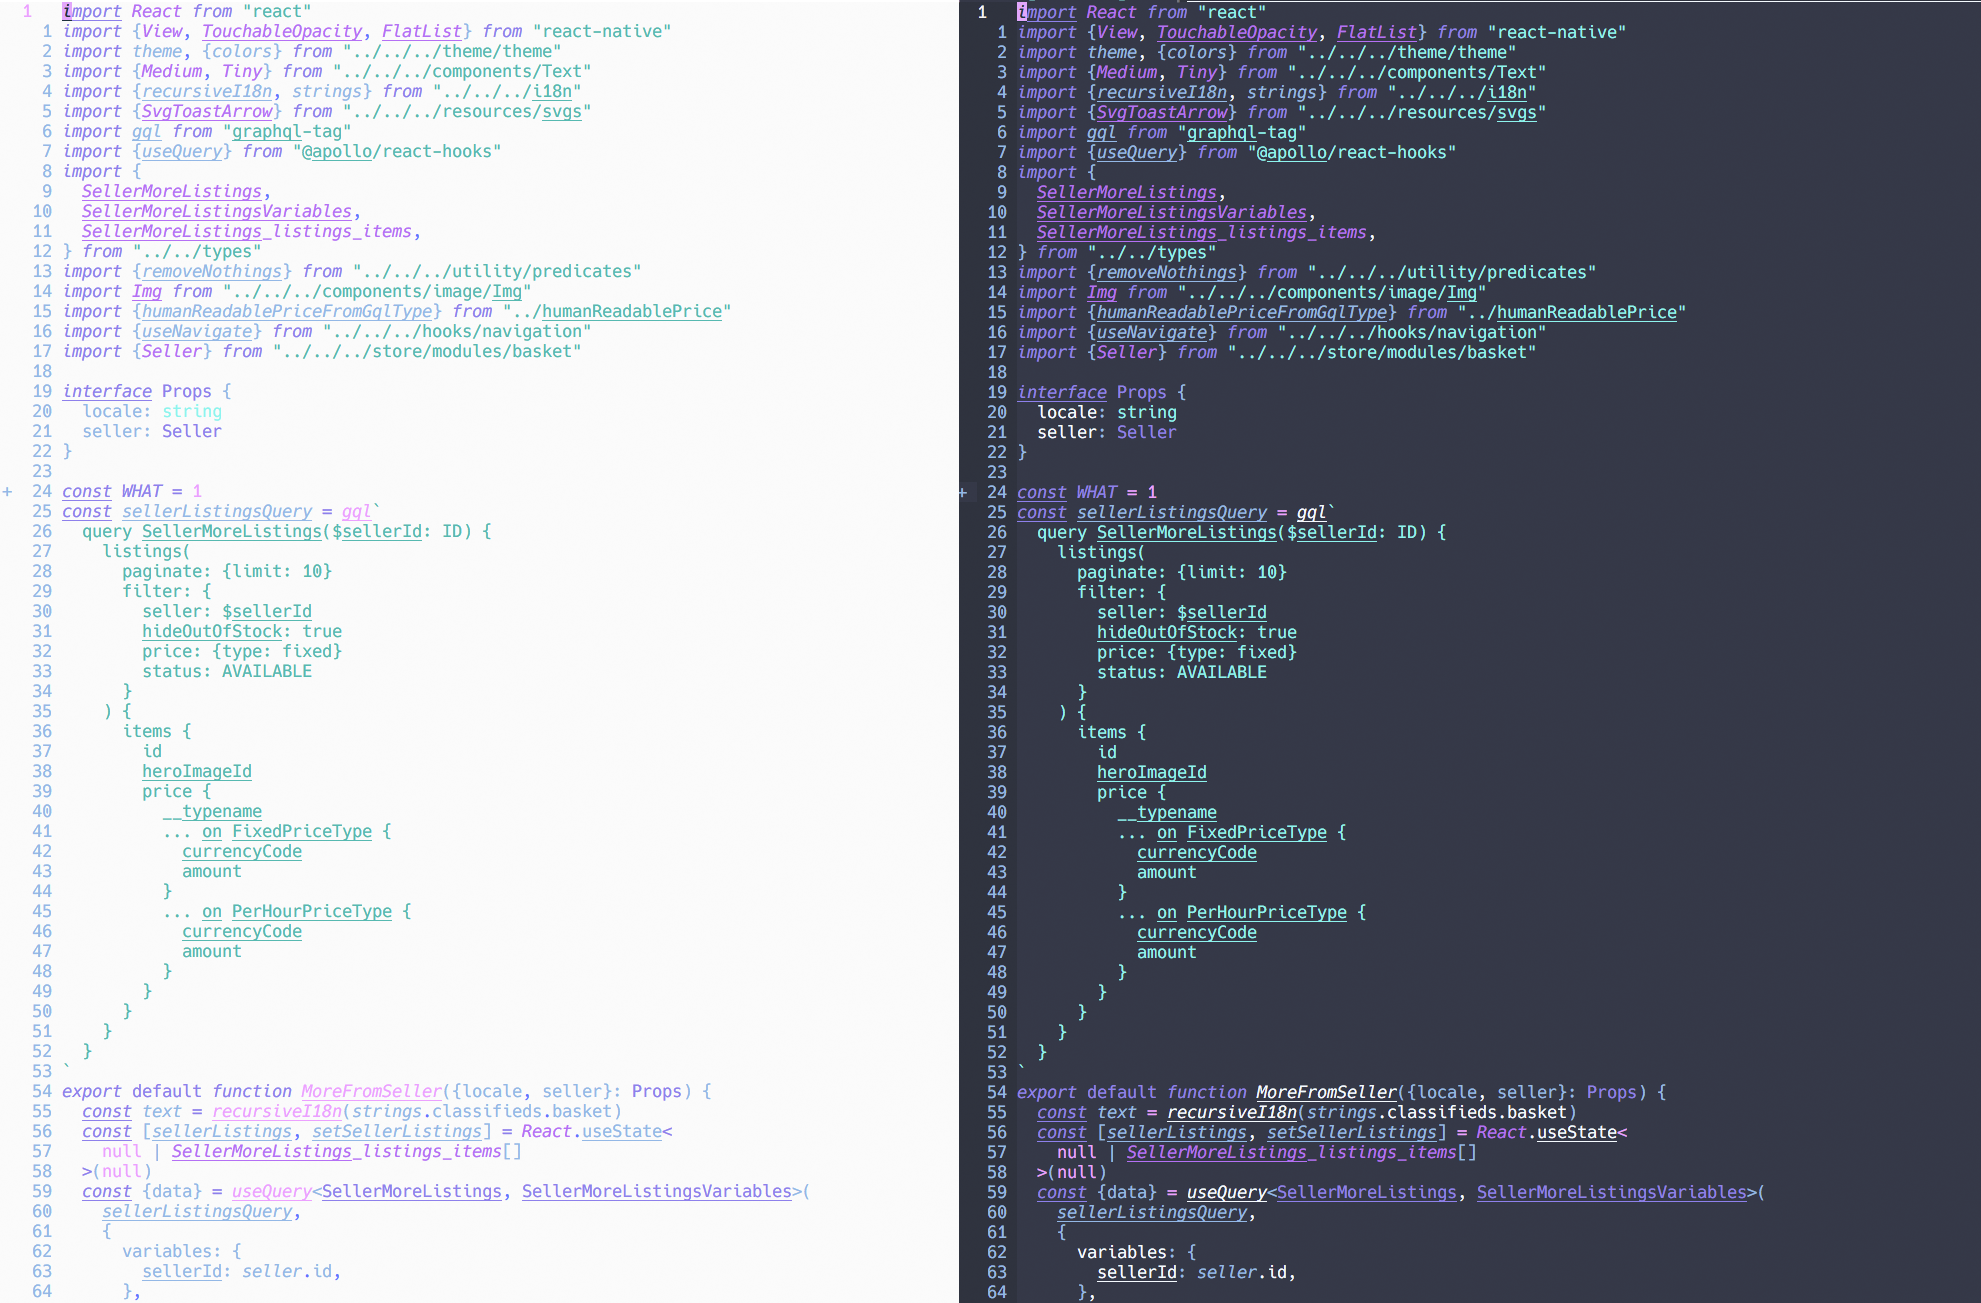 1 import React from "react"
1 import {View, TouchableOpacity, FlatList} from "react-native"
2 import theme, {colors} from "../../../theme/theme"
3 import {Medium, Tiny} from "../../../components/Text"
4 import {recursiveI18n, strings} from "../../../i18n"
5 import {SvgToastArrow} from "../../../resources/svgs"
6 import gql from "graphql-tag"
7 import {useQuery} from "@apollo/react-hooks"
8 import {
9 SellerMoreListings,
10 SellerMoreListingsVariables,
11 SellerMoreListings_listings_items,
12 } from "../../types"
13 import {removeNothings} from "../../../utility/predicates"
14 import Img from "../../../components/image/Img"
15 import {humanReadablePriceFromGqlType} from "../humanReadablePrice"
16 import {useNavigate} from "../../../hooks/navigation"
17 import {Seller} from "../../../store/modules/basket"
18
19 interface Props {
20 locale: string
21 seller: Seller
22 }
23
+ 24 const WHAT = 1
25 const sellerListingsQuery = gql`
26 query SellerMoreListings($sellerId: ID) {
27 listings(
28 paginate: {limit: 10}
29 filter: {
30 seller: $sellerId
31 hideOutOfStock: true
32 price: {type: fixed}
33 status: AVAILABLE
34 }
35 ) {
36 items {
37 id
38 heroImageId
39 price {
40 __typename
41 ... on FixedPriceType {
42 currencyCode
43 amount
44 }
45 ... on PerHourPriceType {
46 currencyCode
47 amount
48 }
49 }
50 }
51 }
52 }
53 `
54 export default function MoreFromSeller({locale, seller}: Props) {
55 const text = recursiveI18n(strings.classifieds.basket)
56 const [sellerListings, setSellerListings] = React.useState<
57 null | SellerMoreListings_listings_items[]
58 >(null)
59 const {data} = useQuery<SellerMoreListings, SellerMoreListingsVariables>(
60 sellerListingsQuery,
61 {
62 variables: {
63 sellerId: seller.id,
64 },
1 import React from "react"
1 import {View, TouchableOpacity, FlatList} from "react-native"
2 import theme, {colors} from "../../../theme/theme"
3 import {Medium, Tiny} from "../../../components/Text"
4 import {recursiveI18n, strings} from "../../../i18n"
5 import {SvgToastArrow} from "../../../resources/svgs"
6 import gql from "graphql-tag"
7 import {useQuery} from "@apollo/react-hooks"
8 import {
9 SellerMoreListings,
10 SellerMoreListingsVariables,
11 SellerMoreListings_listings_items,
12 } from "../../types"
13 import {removeNothings} from "../../../utility/predicates"
14 import Img from "../../../components/image/Img"
15 import {humanReadablePriceFromGqlType} from "../humanReadablePrice"
16 import {useNavigate} from "../../../hooks/navigation"
17 import {Seller} from "../../../store/modules/basket"
18
19 interface Props {
20 locale: string
21 seller: Seller
22 }
23
+ 24 const WHAT = 1
25 const sellerListingsQuery = gql`
26 query SellerMoreListings($sellerId: ID) {
27 listings(
28 paginate: {limit: 10}
29 filter: {
30 seller: $sellerId
31 hideOutOfStock: true
32 price: {type: fixed}
33 status: AVAILABLE
34 }
35 ) {
36 items {
37 id
38 heroImageId
39 price {
40 __typename
41 ... on FixedPriceType {
42 currencyCode
43 amount
44 }
45 ... on PerHourPriceType {
46 currencyCode
47 amount
48 }
49 }
50 }
51 }
52 }
53 `
54 export default function MoreFromSeller({locale, seller}: Props) {
55 const text = recursiveI18n(strings.classifieds.basket)
56 const [sellerListings, setSellerListings] = React.useState<
57 null | SellerMoreListings_listings_items[]
58 >(null)
59 const {data} = useQuery<SellerMoreListings, SellerMoreListingsVariables>(
60 sellerListingsQuery,
61 {
62 variables: {
63 sellerId: seller.id,
64 },